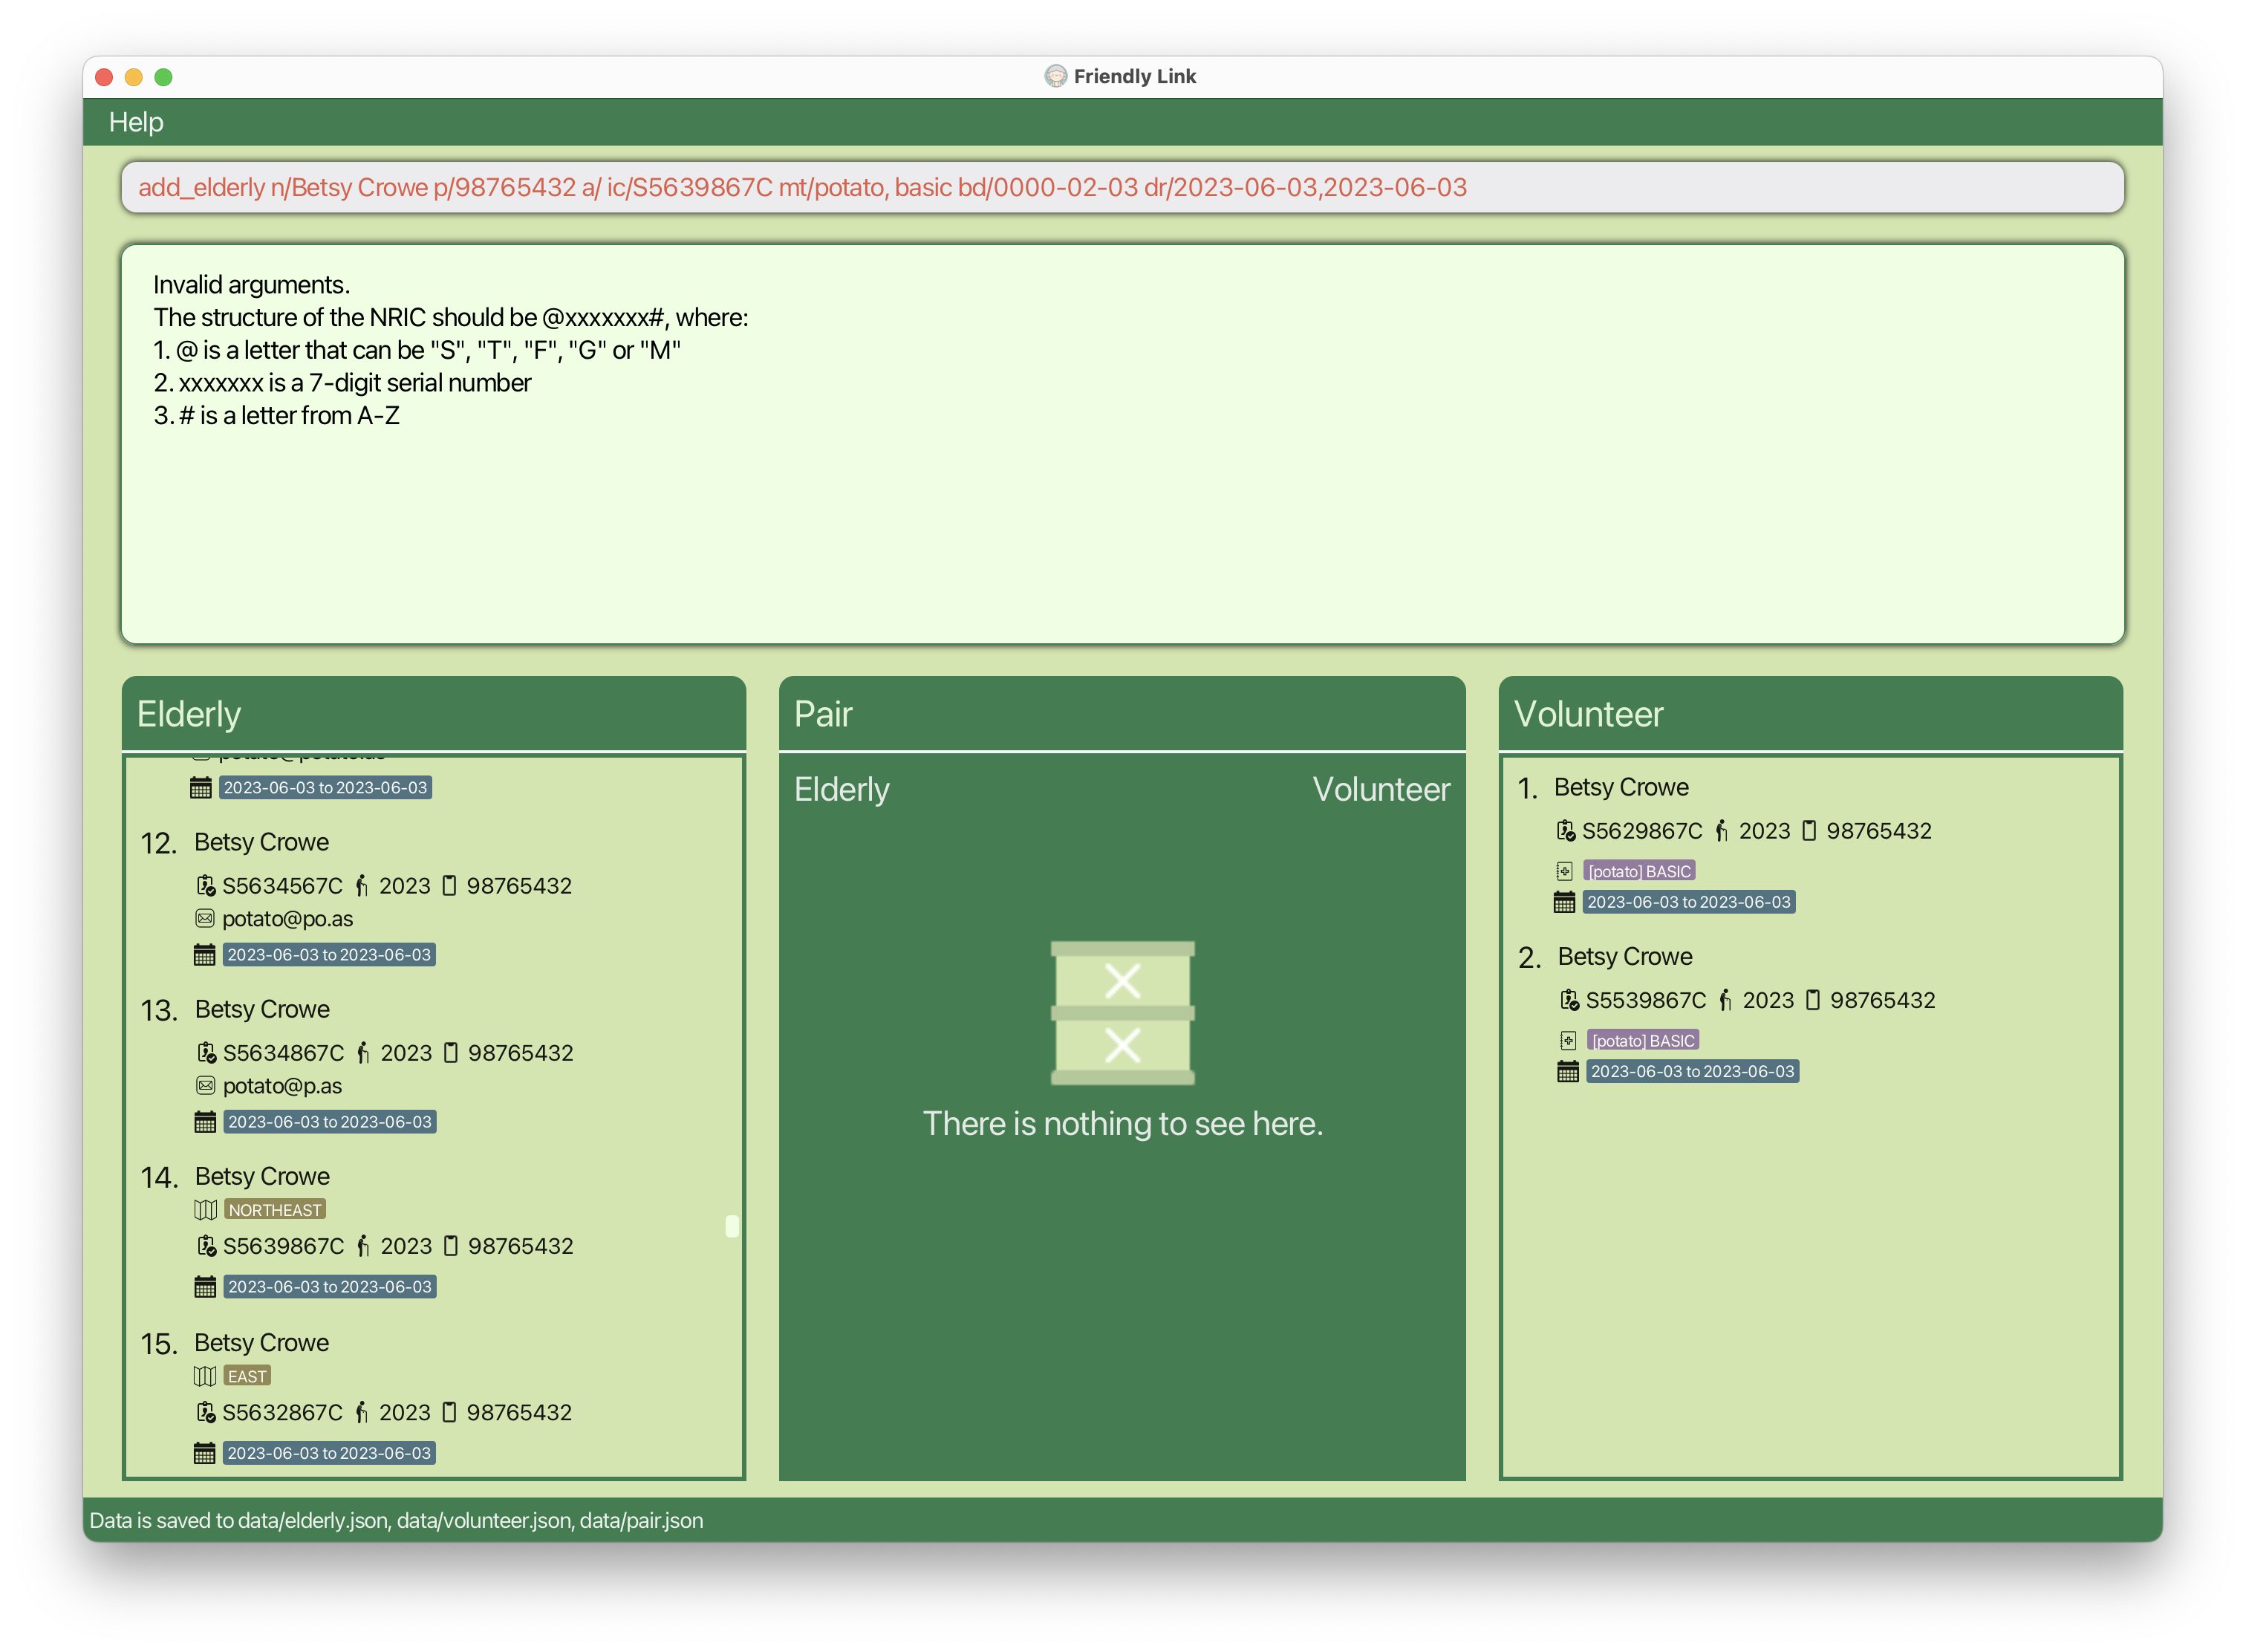 Friendly Link
Help
add_elderly n/Betsy Crowe p/98765432 a/ ic/S5639867C mt/potato, basic bd/0000-02-03 dr/2023-06-03,2023-06-03
Invalid arguments.
The structure of the NRIC should be @xxxxxxx#, where:
1. @ is a letter that can be "S", "T", "F", "G" or "M"
2. xxxxxxx is a 7-digit serial number
3. # is a letter from A-Z
Elderly
2023-06-03 to 2023-06-03
12. Betsy Crowe
S5634567C 2023 98765432
potato@po.as
2023-06-03 to 2023-06-03
13. Betsy Crowe
S5634867C 2023 98765432
potato@p.as
2023-06-03 to 2023-06-03
14. Betsy Crowe
NORTHEAST
S5639867C 2023 98765432
2023-06-03 to 2023-06-03
15. Betsy Crowe
EAST
S5632867C 2023 98765432
2023-06-03 to 2023-06-03
Pair
Elderly Volunteer
There is nothing to see here.
Volunteer
1. Betsy Crowe
S5629867C 2023 98765432
[potato] BASIC
2023-06-03 to 2023-06-03
2. Betsy Crowe
S5539867C 2023 98765432
[potato] BASIC
2023-06-03 to 2023-06-03
Data is saved to data/elderly.json, data/volunteer.json, data/pair.json